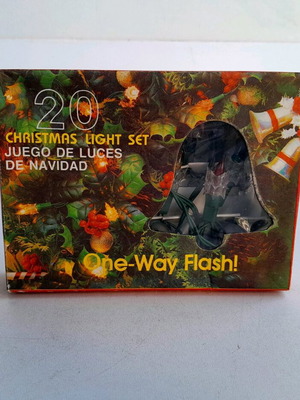 20
CHRISTMAS LIGHT SET
JUEGO DE LUCES
DE NAVIDAD
One-Way Flash!